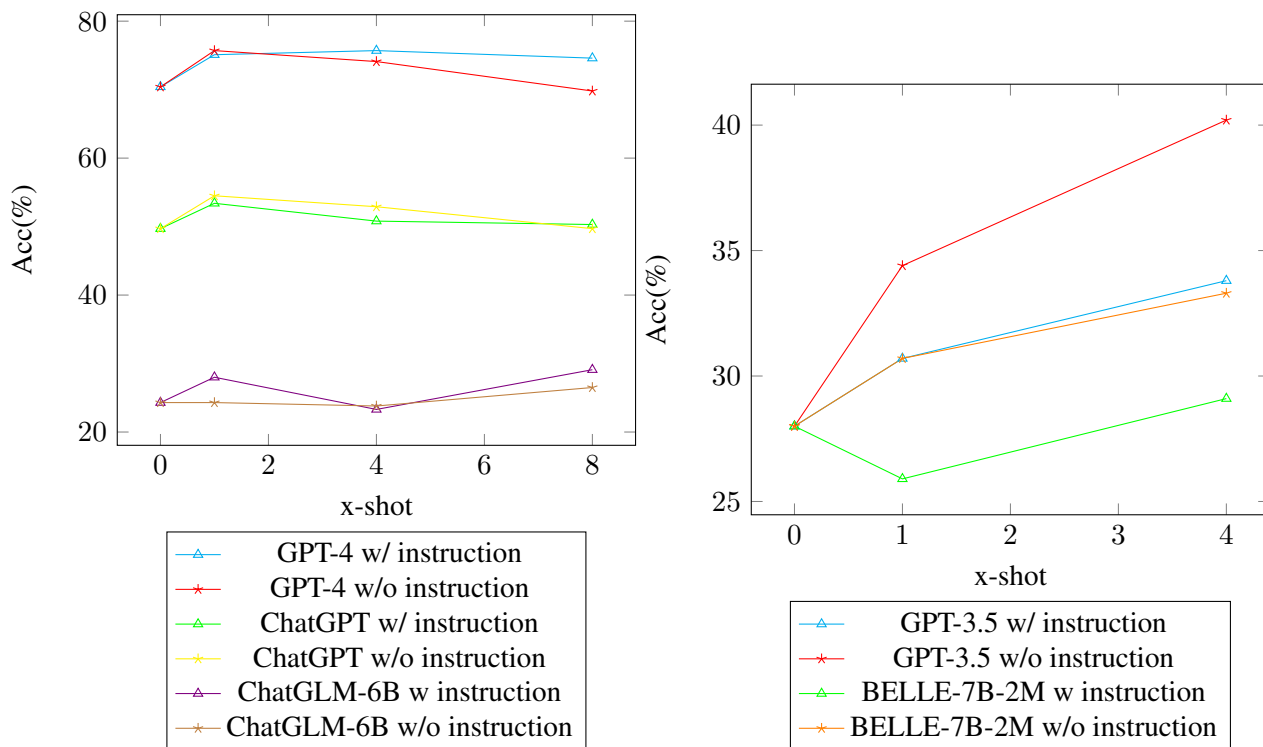 80
60
40
20
Acc(%)
0
2
4
6
8
x-shot
GPT-4 w/ instruction
GPT-4 w/o instruction
ChatGPT w/ instruction
ChatGPT w/o instruction
ChatGLM-6B w instruction
ChatGLM-6B w/o instruction
40
35
30
25
Acc(%)
0
1
2
3
4
x-shot
GPT-3.5 w/ instruction
GPT-3.5 w/o instruction
BELLE-7B-2M w instruction
BELLE-7B-2M w/o instruction